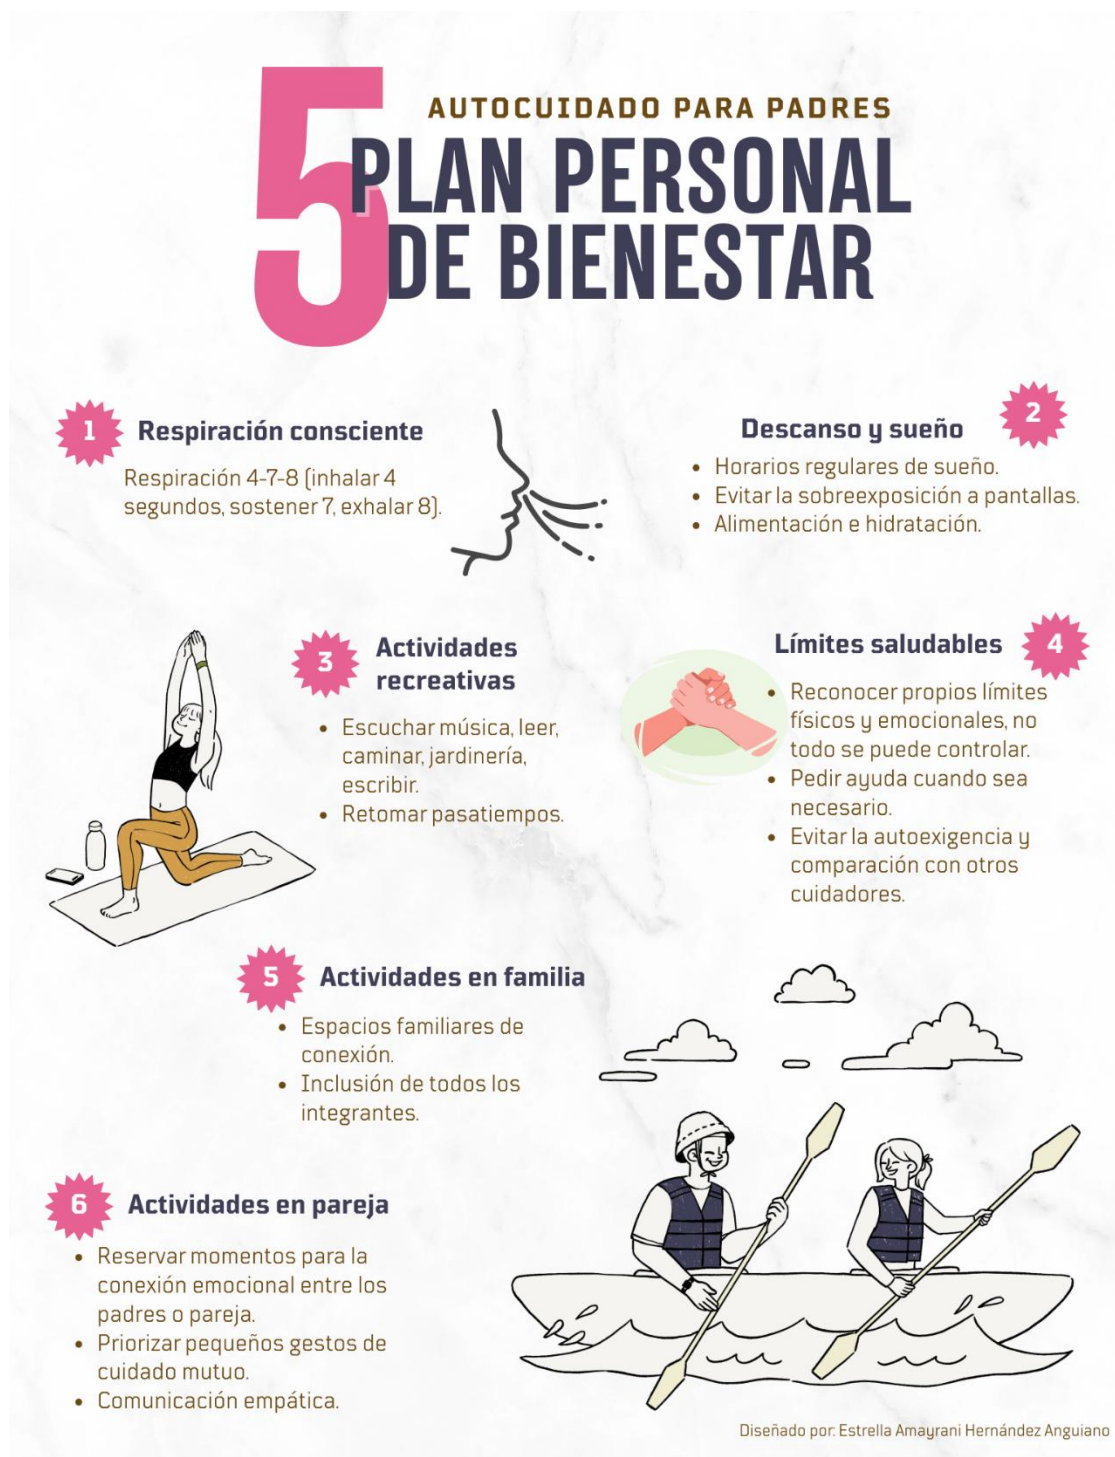 5
AUTOCUIDADO PARA PADRES
PLAN PERSONAL
DE BIENESTAR
1
Respiración consciente
Respiración 4-7-8 (inhalar 4
segundos, sostener 7, exhalar 8).
2
Descanso y sueño
• Horarios regulares de sueño.
• Evitar la sobreexposición a pantallas.
• Alimentación e hidratación.
3
Actividades
recreativas
• Escuchar música, leer,
caminar, jardinería,
escribir.
• Retomar pasatiempos.
4
Límites saludables
• Reconocer propios límites
físicos y emocionales, no
todo se puede controlar.
• Pedir ayuda cuando sea
necesario.
• Evitar la autoexigencia y
comparación con otros
cuidadores.
5
Actividades en familia
• Espacios familiares de
conexión.
• Inclusión de todos los
integrantes.
6
Actividades en pareja
• Reservar momentos para la
conexión emocional entre los
padres o pareja.
• Priorizar pequeños gestos de
cuidado mutuo.
• Comunicación empática.
Diseñado por: Estrella Amayrani Hernández Anguiano